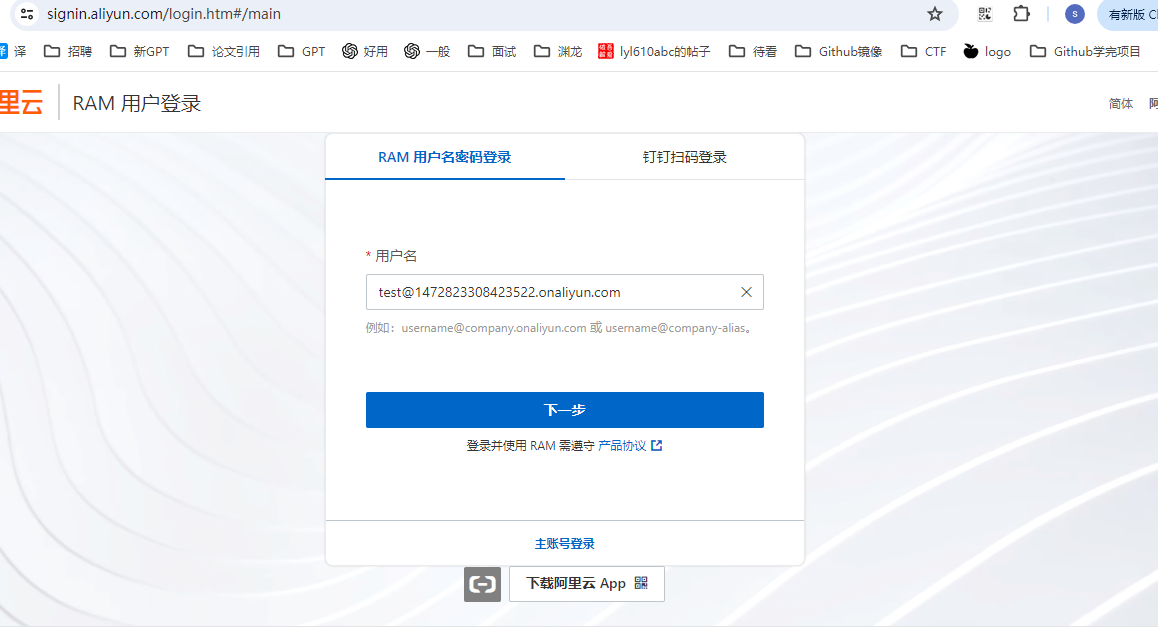 signin.aliyun.com/login.htm#/main
S
有新版 C
译 招聘 新GPT 论文引用 GPT 好用 一般 面试 渊龙 lyl610abc的帖子 待看 Github镜像 CTF logo Github学完项目
里云 RAM 用户登录 简体 阿
RAM 用户名密码登录 钉钉扫码登录
* 用户名
test@1472823308423522.onaliyun.com
例如：username@company.onaliyun.com 或 username@company-alias。
下一步
登录并使用 RAM 需遵守 产品协议
主账号登录
下载阿里云 App